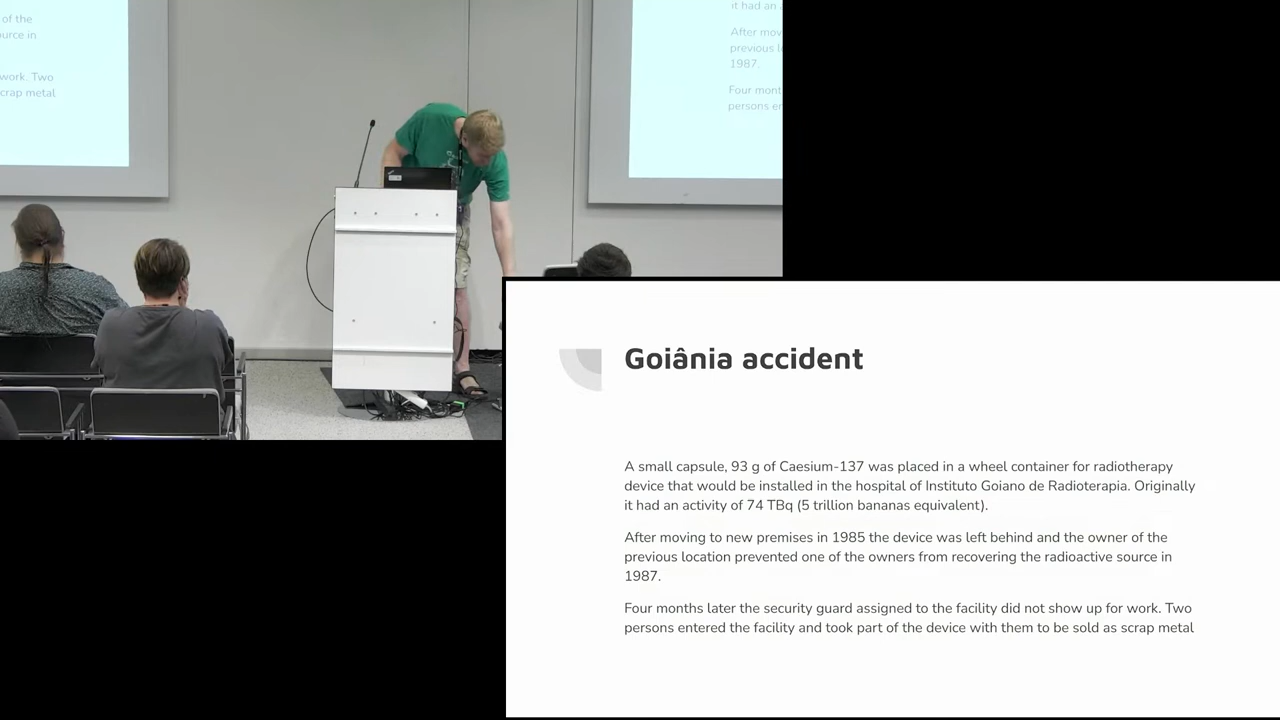 of the
urce in
work. Two
crap metal
it had an a
After mov
previous lo
1987.
Four mont
persons en
Goiânia accident
A small capsule, 93 g of Caesium-137 was placed in a wheel container for radiotherapy
device that would be installed in the hospital of Instituto Goiano de Radioterapia. Originally
it had an activity of 74 TBq (5 trillion bananas equivalent).
After moving to new premises in 1985 the device was left behind and the owner of the
previous location prevented one of the owners from recovering the radioactive source in
1987.
Four months later the security guard assigned to the facility did not show up for work. Two
persons entered the facility and took part of the device with them to be sold as scrap metal